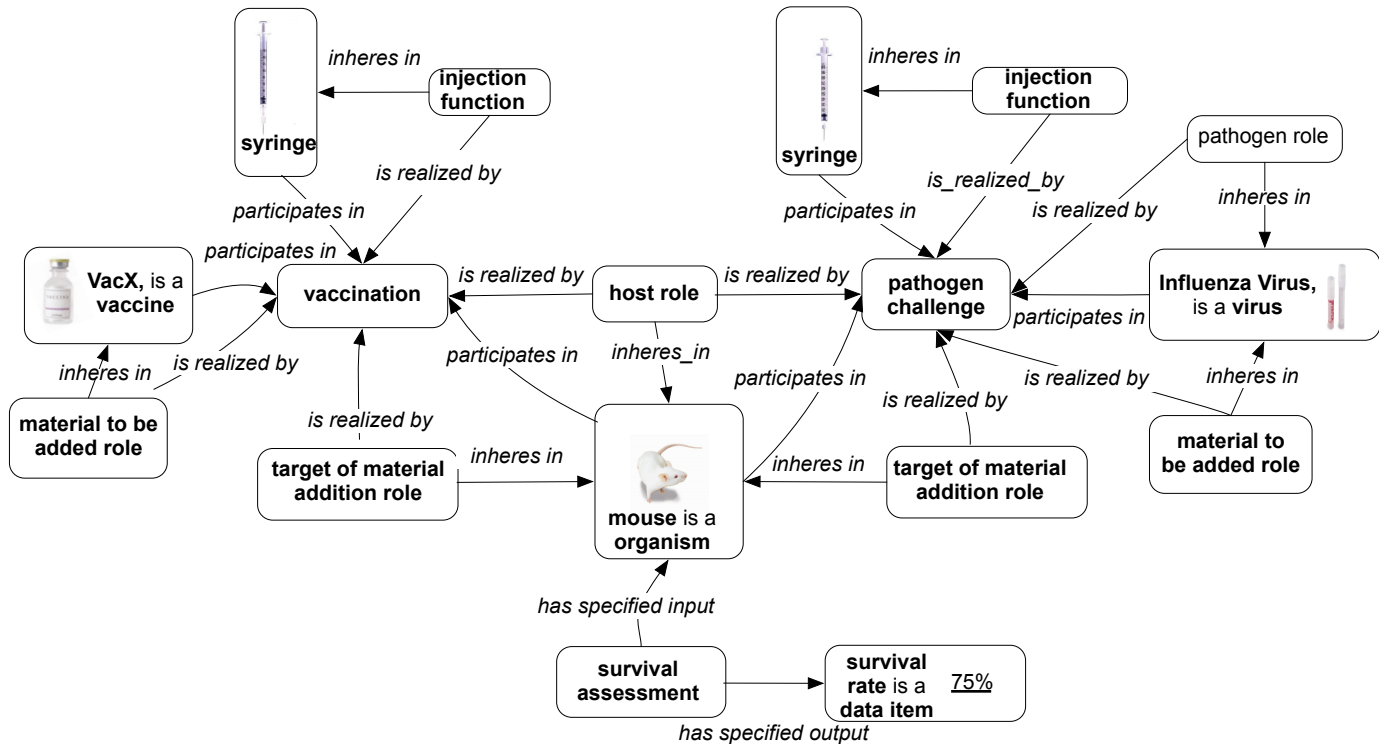 inheres in
injection
function
syringe
is realized by
participates in
inheres in
injection
function
syringe
is_realized_by
participates in
pathogen role
is realized by
inheres in
participates in
VacX, is a
vaccine
vaccination
is realized by
host role
is realized by
pathogen
challenge
Influenza Virus,
is a virus
participates in
inheres in
is realized by
material to be
added role
participates in
inheres_in
participates in
is realized by
inheres in
material to
be added role
is realized by
target of material
addition role
inheres in
mouse is a
organism
is realized by
inheres in
target of material
addition role
has specified input
survival
assessment
survival
rate is a
data item
75%
has specified output
VACCINE